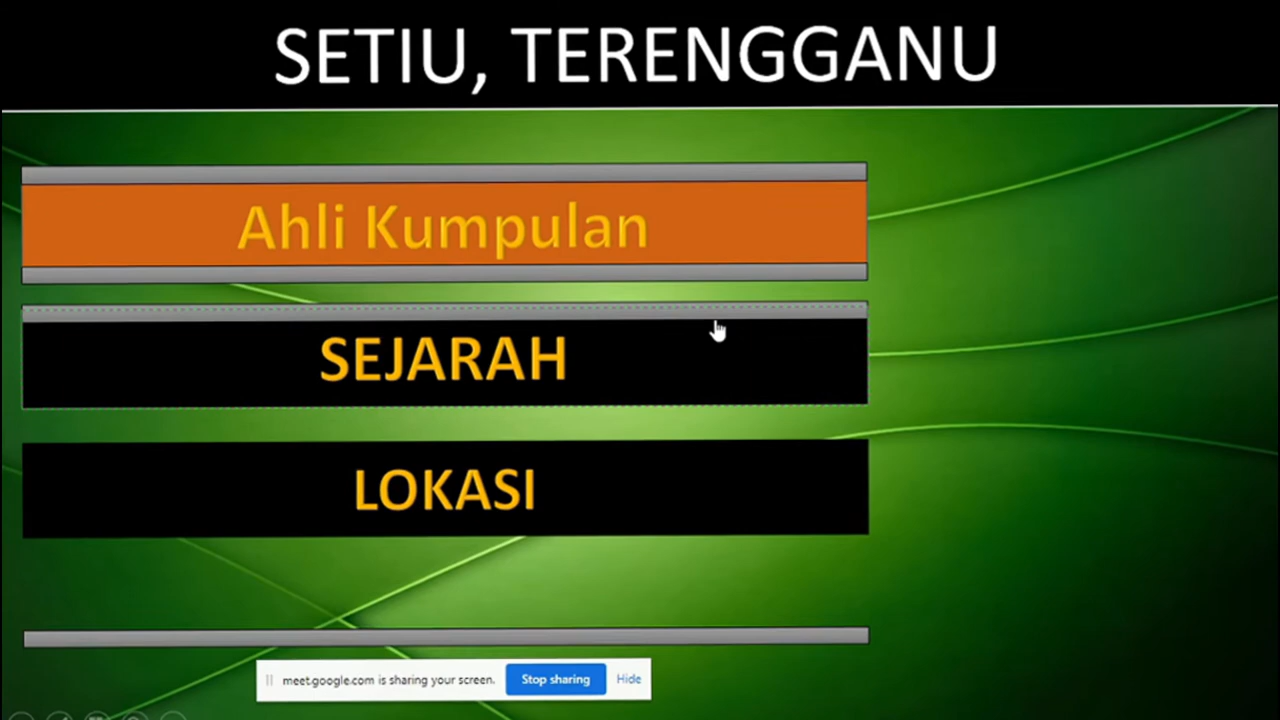 SETIU, TERENGGANU
Ahli Kumpulan
SEJARAH
LOKASI
meet.google.com is sharing your screen. Stop sharing Hide